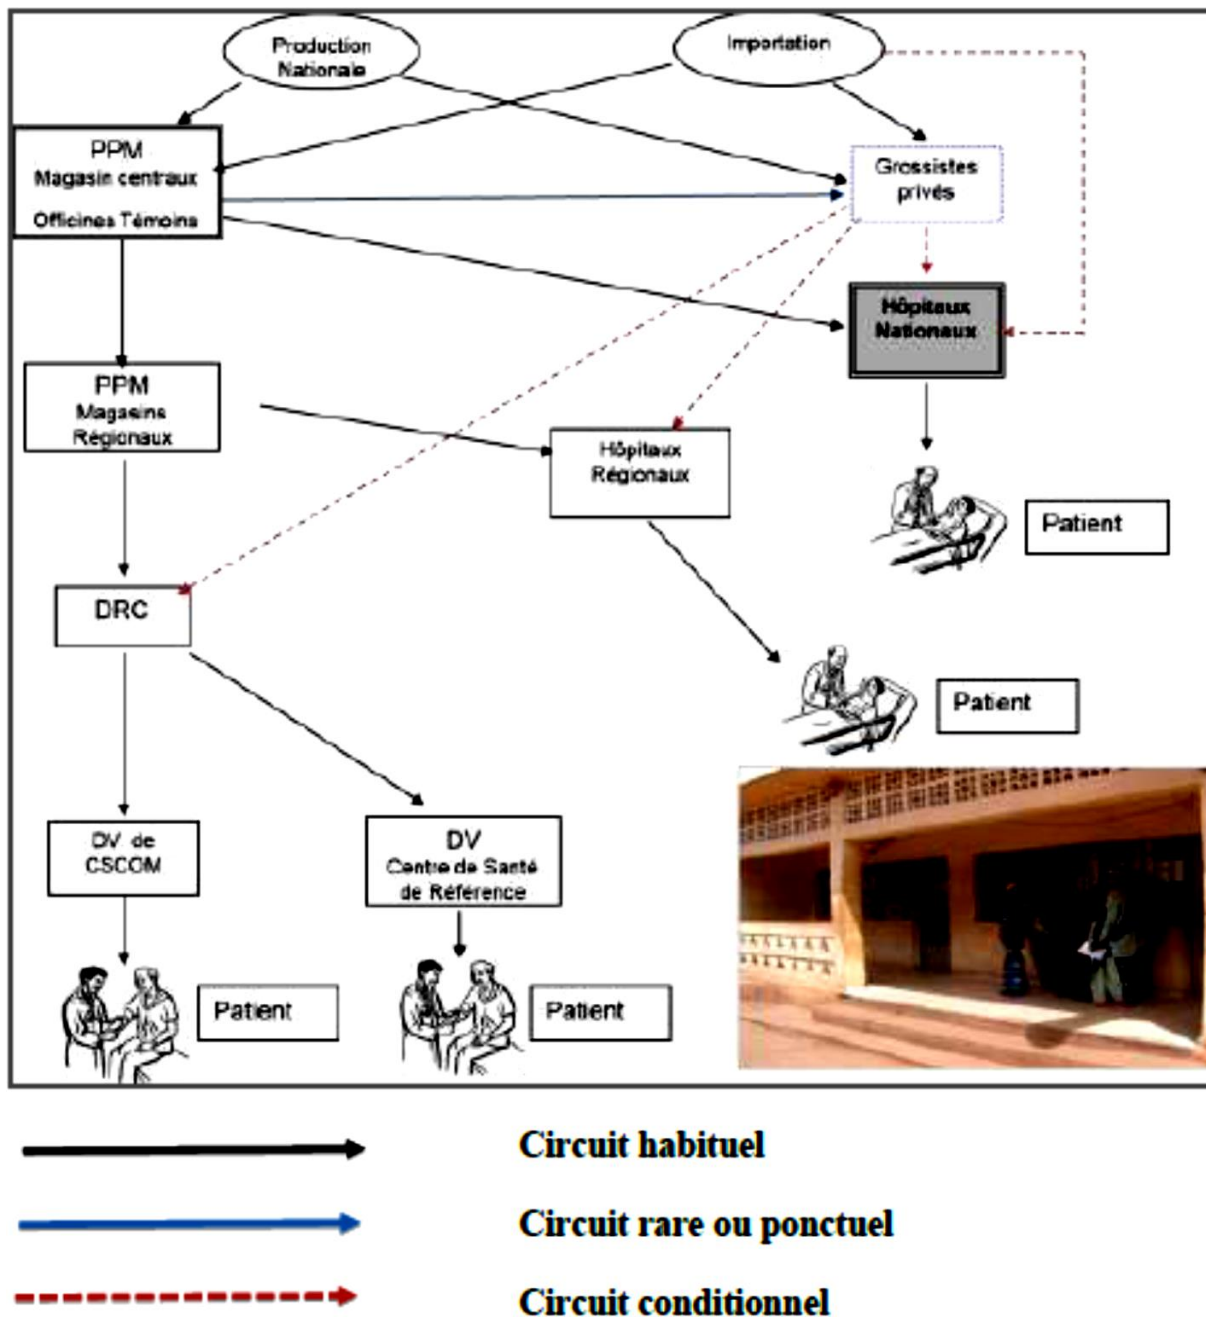 Production
Nationale
Importation
PPM
Magasin centraux
Officines Témoins
Grossistes
privés
Hôpitaux
Nationaux
PPM
Magasins
Régionaux
Hôpitaux
Régionaux
Patient
DRC
Patient
DV de
CSCOM
DV
Centre de Santé
de Référence
Patient
Patient
Circuit habituel
Circuit rare ou ponctuel
Circuit conditionnel